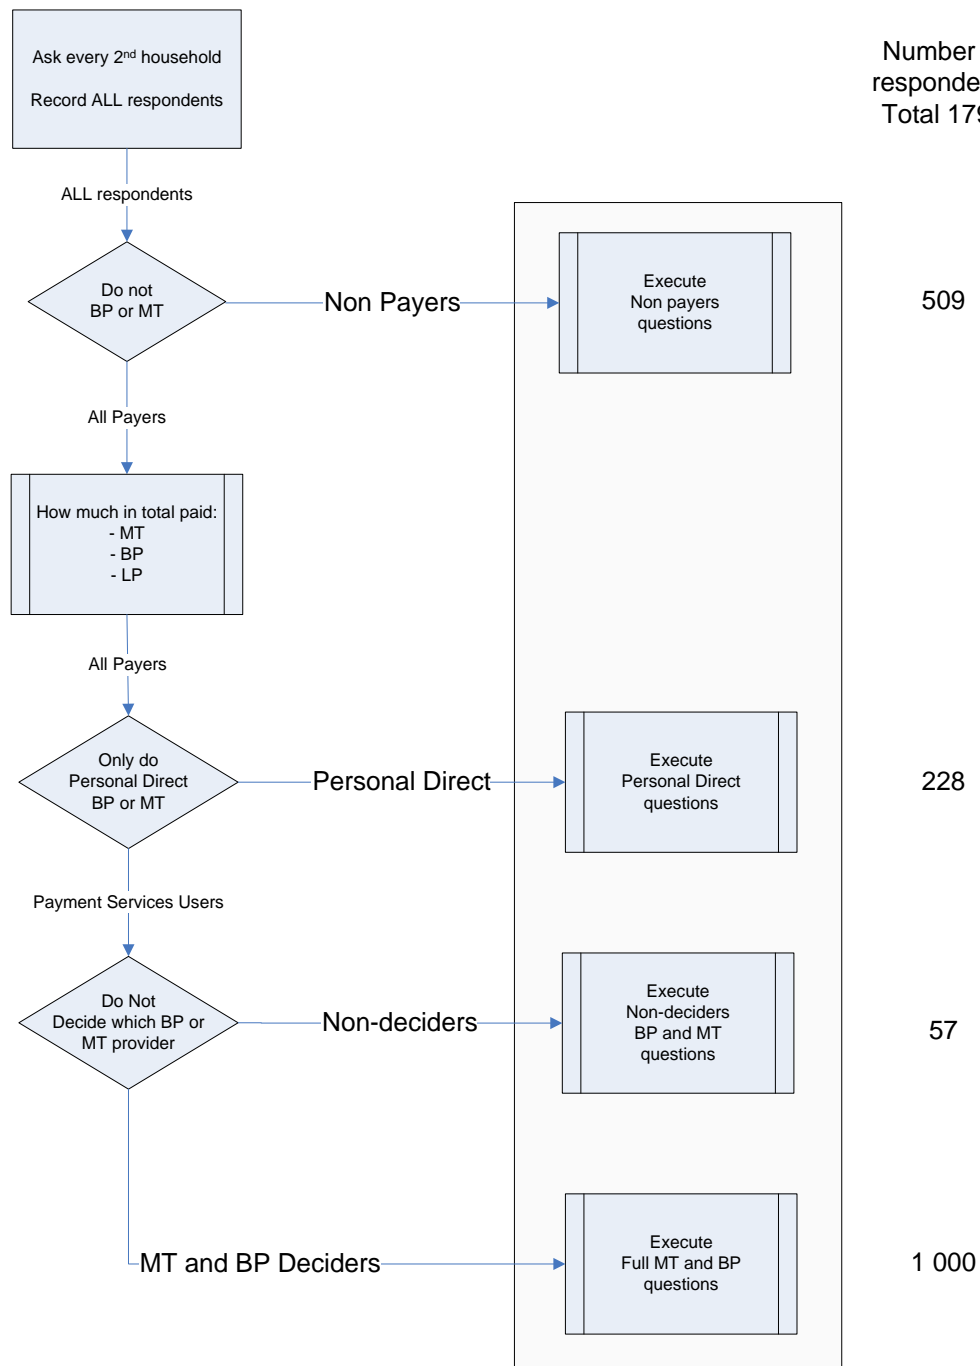 Ask every 2nd household
Record ALL respondents
Number
responde
Total 179
ALL respondents
Do not
BP or MT
Non Payers
Execute
Non payers
questions
509
All Payers
How much in total paid:
- MT
- BP
- LP
All Payers
Only do
Personal Direct
BP or MT
Personal Direct
Execute
Personal Direct
questions
228
Payment Services Users
Do Not
Decide which BP or
MT provider
Non-deciders
Execute
Non-deciders
BP and MT
questions
57
MT and BP Deciders
Execute
Full MT and BP
questions
1 000